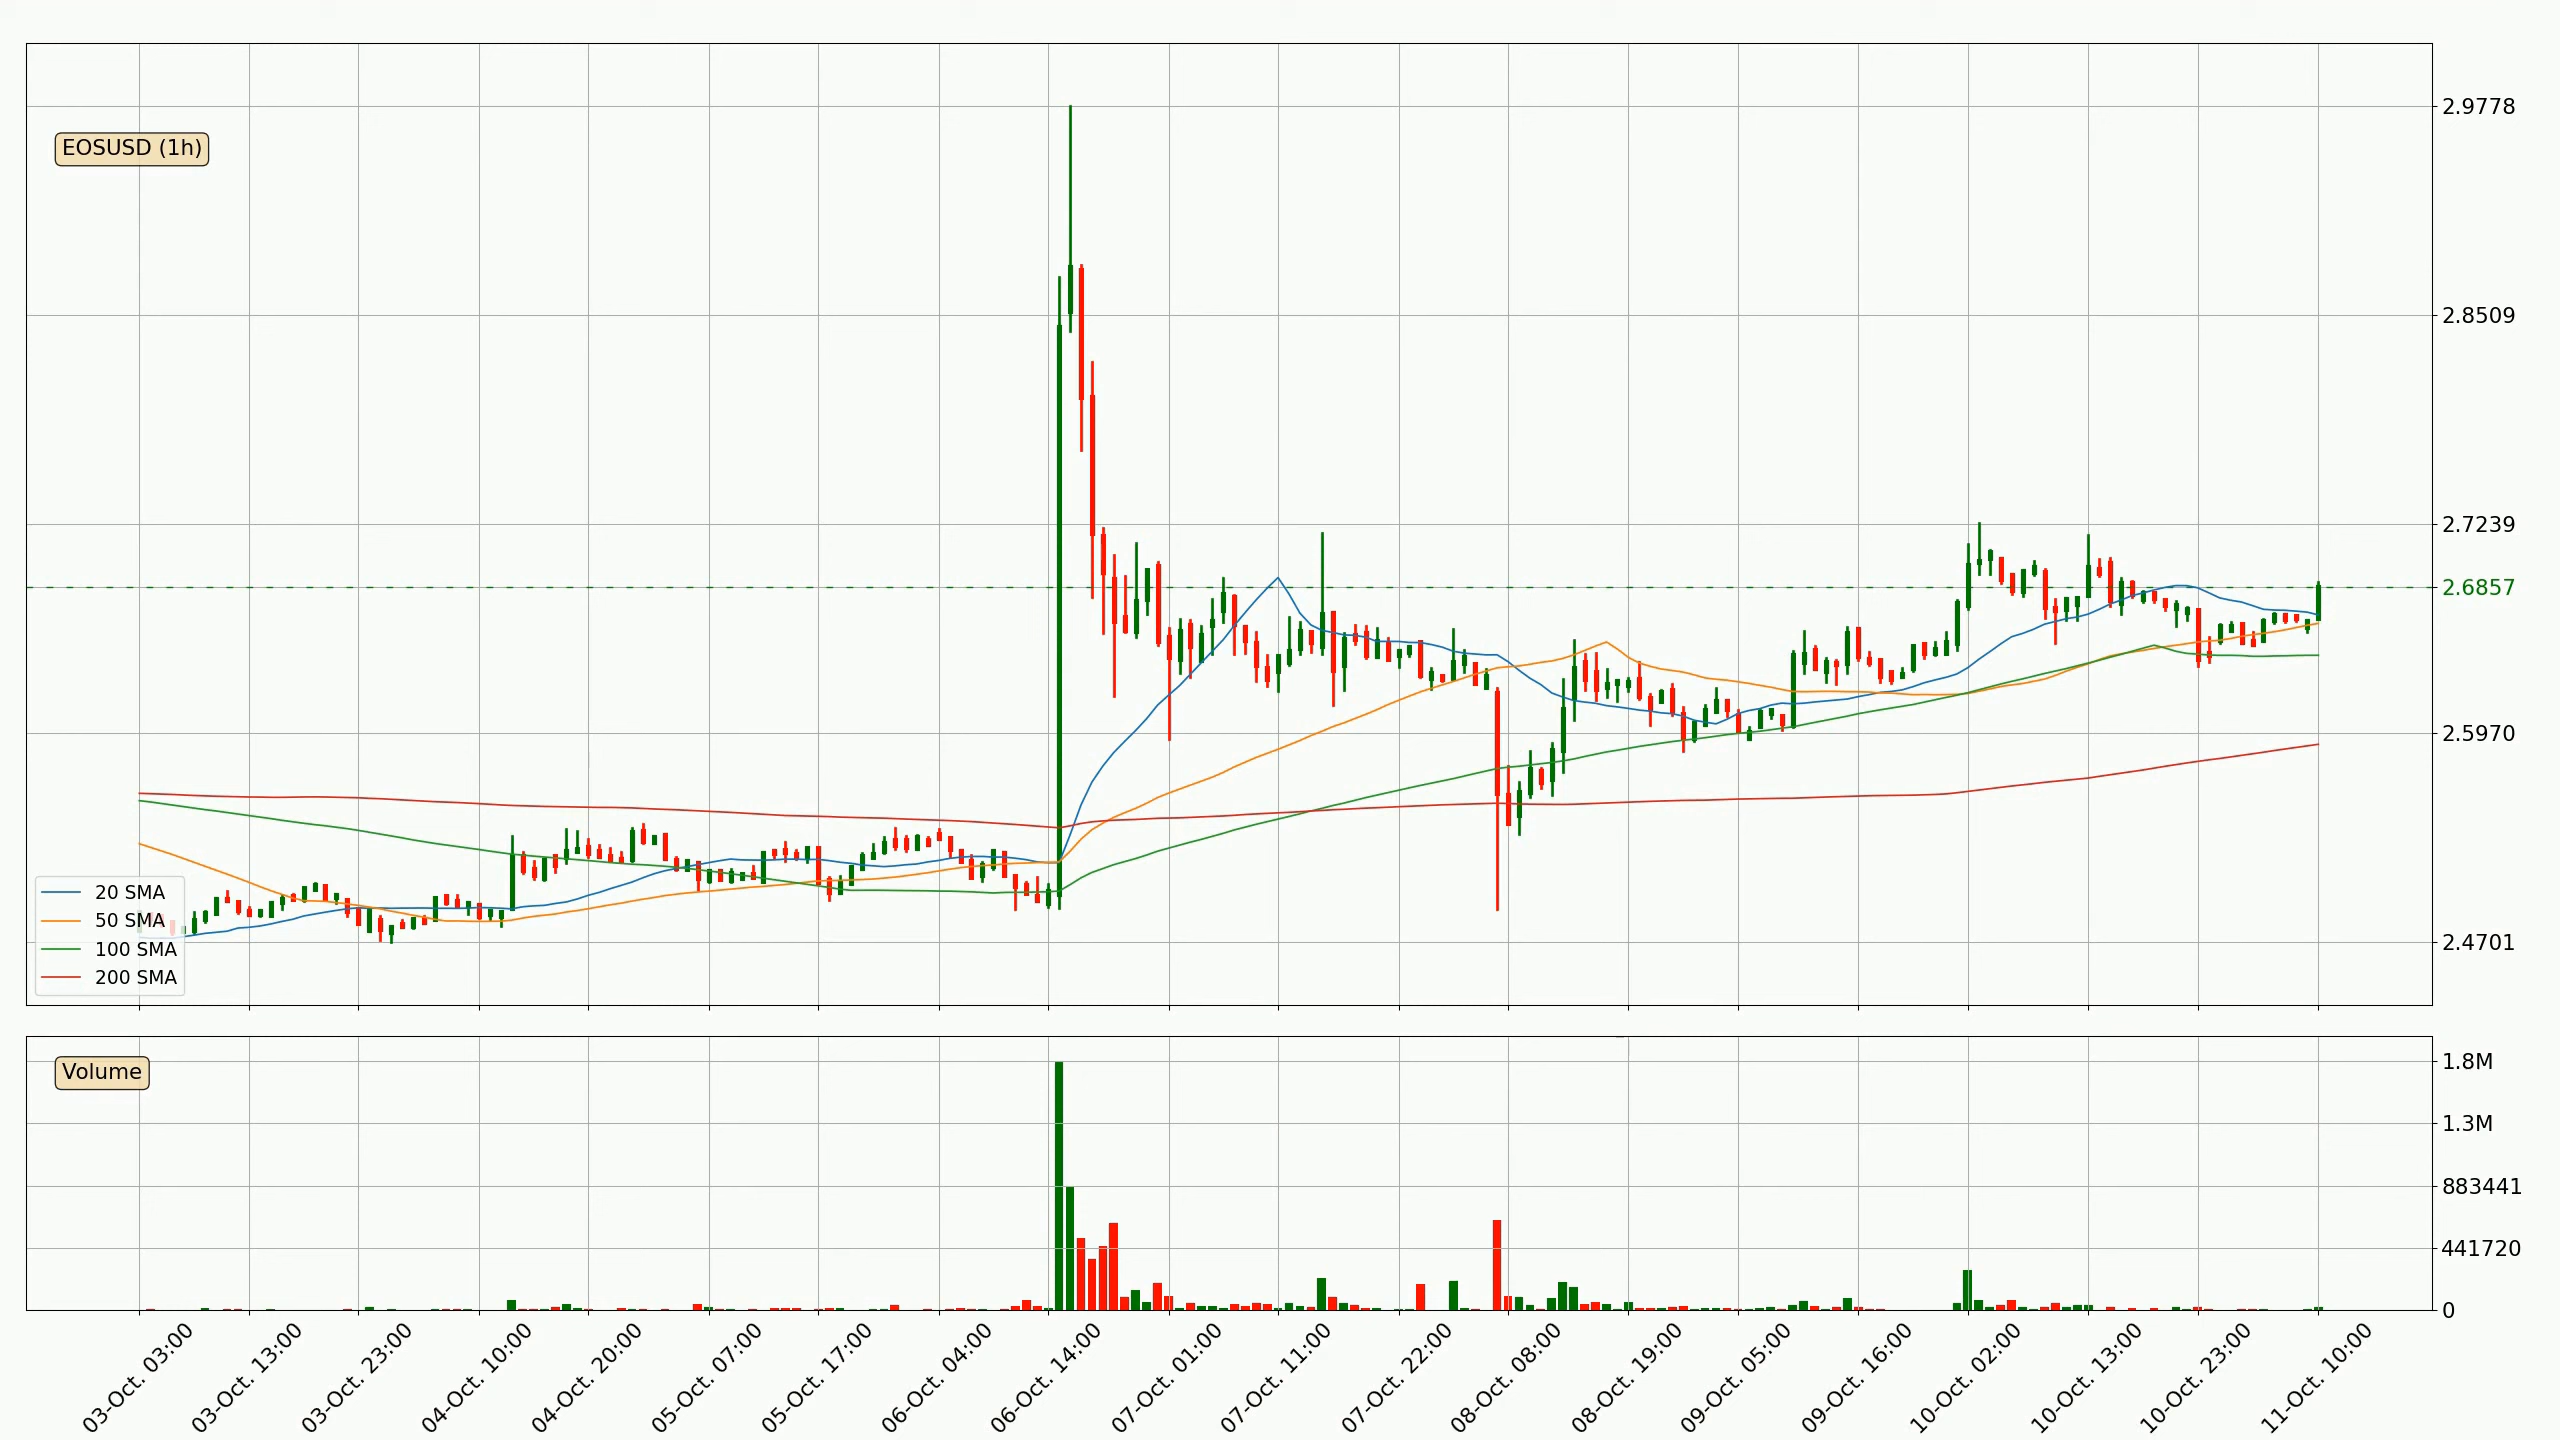 EOSUSD (1h)
2.9778
2.8509
2.7239
2.6857
2.5970
2.4701
20 SMA
50 SMA
100 SMA
200 SMA
Volume
1.8M
1.3M
883441
441720
0
03-Oct. 03:00
03-Oct. 13:00
03-Oct. 23:00
04-Oct. 10:00
04-Oct. 20:00
05-Oct. 07:00
05-Oct. 17:00
06-Oct. 04:00
06-Oct. 14:00
07-Oct. 01:00
07-Oct. 11:00
07-Oct. 22:00
08-Oct. 08:00
08-Oct. 19:00
09-Oct. 05:00
09-Oct. 16:00
10-Oct. 02:00
10-Oct. 13:00
10-Oct. 23:00
11-Oct. 10:00